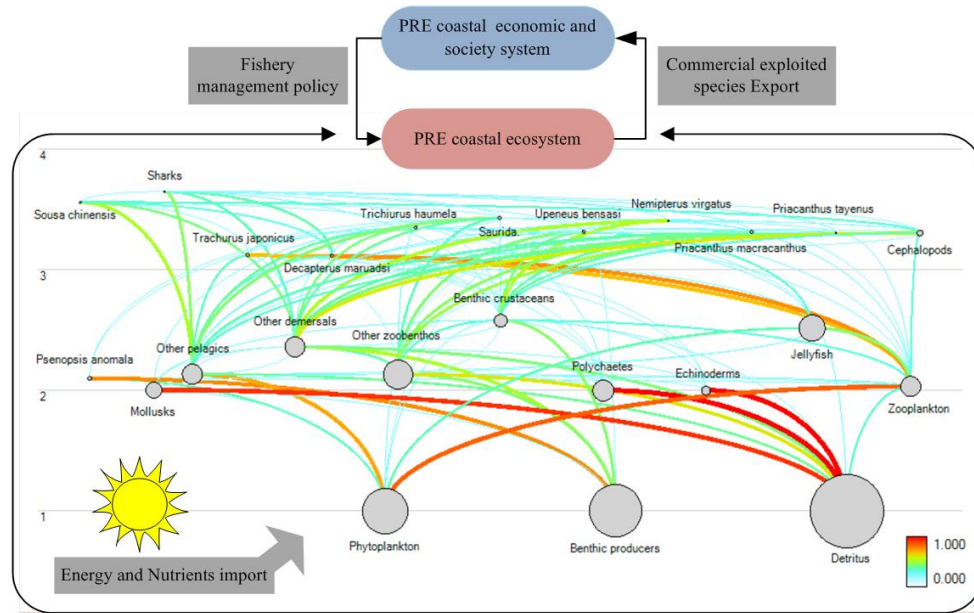 PRE coastal economic and
society system
Fishery
management policy
Commercial exploited
species Export
PRE coastal ecosystem
4
Sharks
Sousa chinensis
Trichiurus haumela
Upeneus bensasi
Nemipterus virgatus
Priacanthus tayenus
Trachurus japonicus
Saurida.
Decapterus maruadsi
Priacanthus macracanthus
Cephalopods
3
Benthic crustaceans
Other demersals
Other zoobenthos
Jellyfish
Psenopsis anomala
Other pelagics
Polychaetes
Echinoderms
2
Mollusks
Zooplankton
1
Phytoplankton
Benthic producers
Detritus
1.000
0.000
Energy and Nutrients import